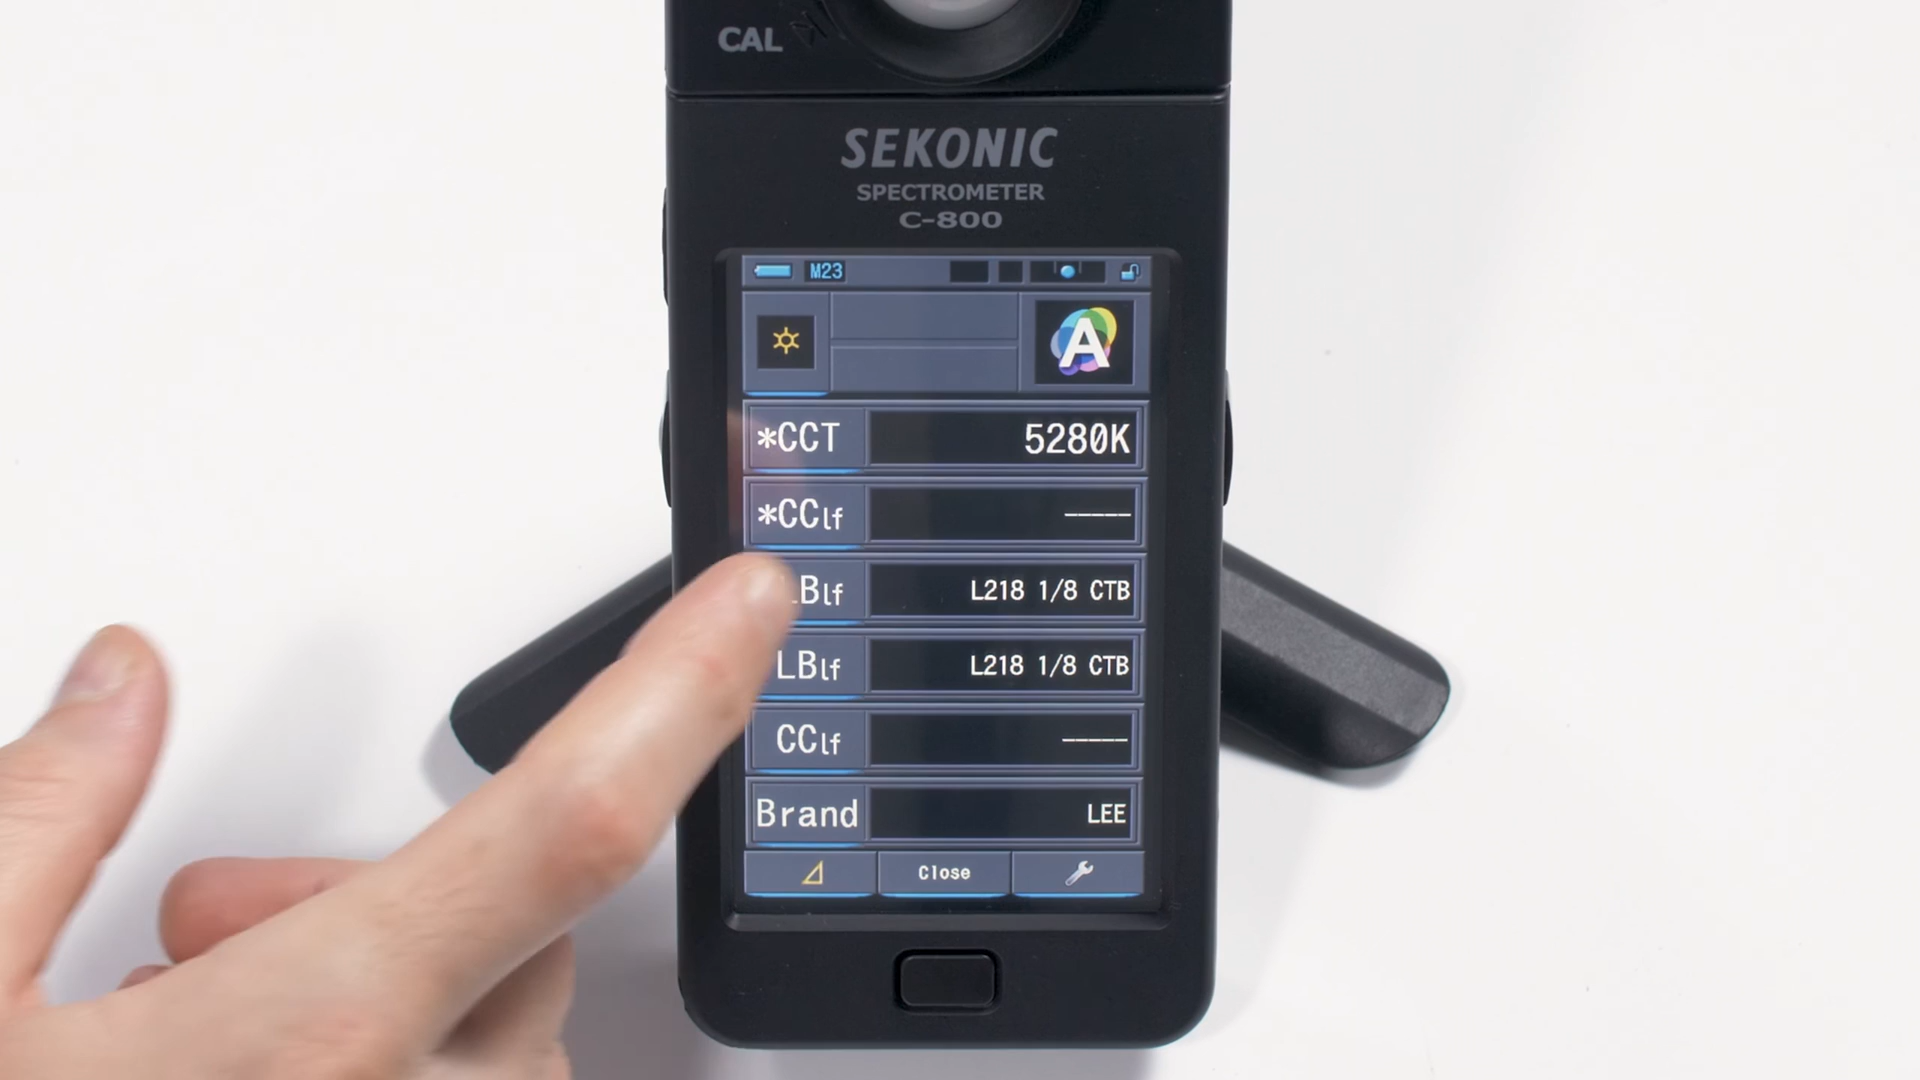 CAL
SEKONIC
SPECTROMETER
C-800
M23
A
*CCT 5280K
*CClf -----
LBlf L218 1/8 CTB
LBlf L218 1/8 CTB
CClf -----
Brand LEE
Close